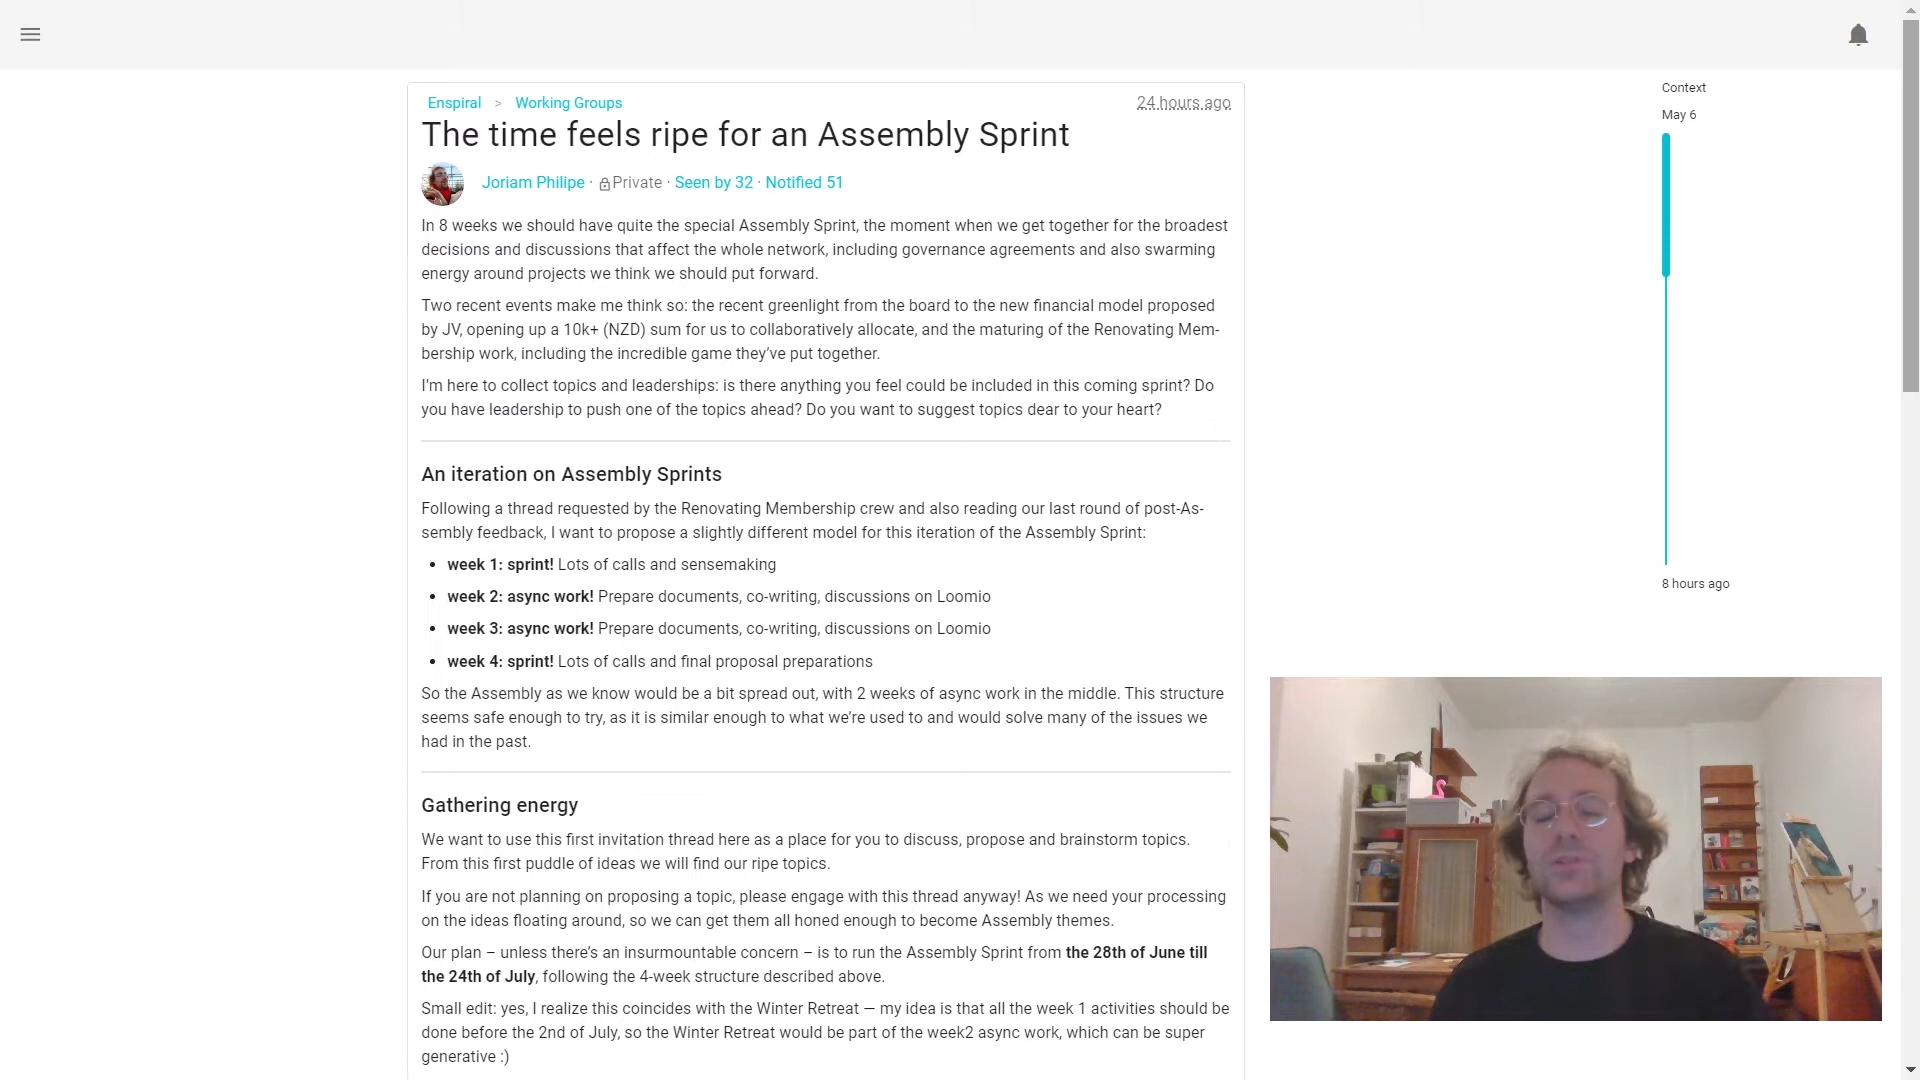 Enspiral > Working Groups
24 hours ago
The time feels ripe for an Assembly Sprint
Joriam Philipe · Private · Seen by 32 · Notified 51
In 8 weeks we should have quite the special Assembly Sprint, the moment when we get together for the broadest
decisions and discussions that affect the whole network, including governance agreements and also swarming
energy around projects we think we should put forward.
Two recent events make me think so: the recent greenlight from the board to the new financial model proposed
by JV, opening up a 10k+ (NZD) sum for us to collaboratively allocate, and the maturing of the Renovating Mem-
bership work, including the incredible game they’ve put together.
I’m here to collect topics and leaderships: is there anything you feel could be included in this coming sprint? Do
you have leadership to push one of the topics ahead? Do you want to suggest topics dear to your heart?
An iteration on Assembly Sprints
Following a thread requested by the Renovating Membership crew and also reading our last round of post-As-
sembly feedback, I want to propose a slightly different model for this iteration of the Assembly Sprint:
• week 1: sprint! Lots of calls and sensemaking
• week 2: async work! Prepare documents, co-writing, discussions on Loomio
• week 3: async work! Prepare documents, co-writing, discussions on Loomio
• week 4: sprint! Lots of calls and final proposal preparations
So the Assembly as we know would be a bit spread out, with 2 weeks of async work in the middle. This structure
seems safe enough to try, as it is similar enough to what we’re used to and would solve many of the issues we
had in the past.
Gathering energy
We want to use this first invitation thread here as a place for you to discuss, propose and brainstorm topics.
From this first puddle of ideas we will find our ripe topics.
If you are not planning on proposing a topic, please engage with this thread anyway! As we need your processing
on the ideas floating around, so we can get them all honed enough to become Assembly themes.
Our plan – unless there’s an insurmountable concern – is to run the Assembly Sprint from the 28th of June till
the 24th of July, following the 4-week structure described above.
Small edit: yes, I realize this coincides with the Winter Retreat — my idea is that all the week 1 activities should be
done before the 2nd of July, so the Winter Retreat would be part of the week2 async work, which can be super
generative :)
Context
May 6
8 hours ago